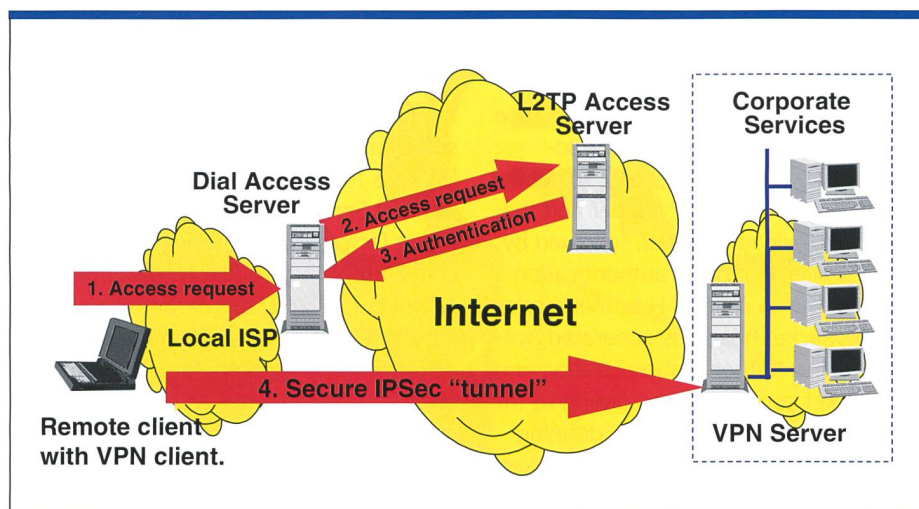 L2TP Access
Server
Corporate
Services
Dial Access
Server
2. Access request
3. Authentication
1. Access request
Internet
Local ISP
4. Secure IPSec “tunnel”
Remote client
with VPN client.
VPN Server